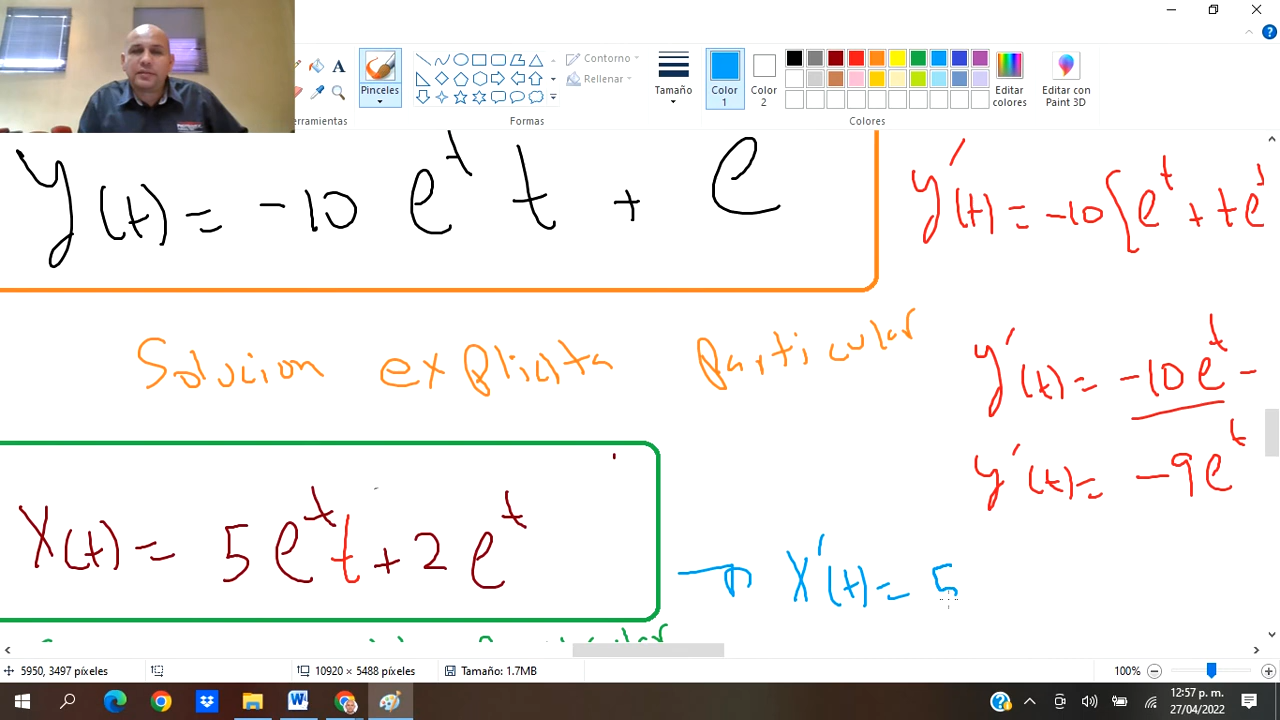 Contorno
Rellenar
Pinceles
Tamaño
Color 1
Color 2
Editar colores
Editar con Paint 3D
Formas
Colores
y(t) = -10 e^t t + e
y'(t) = -10 { e^t + te^t
Solucion explicita particular
y'(t) = -10e^t -
y'(t) = -9e^t
X(t) = 5e^t t + 2e^t
→ X'(t) = 5
5950, 3497 píxeles
10920 × 5488 píxeles
Tamaño: 1.7MB
100%
12:57 p. m.
27/04/2022